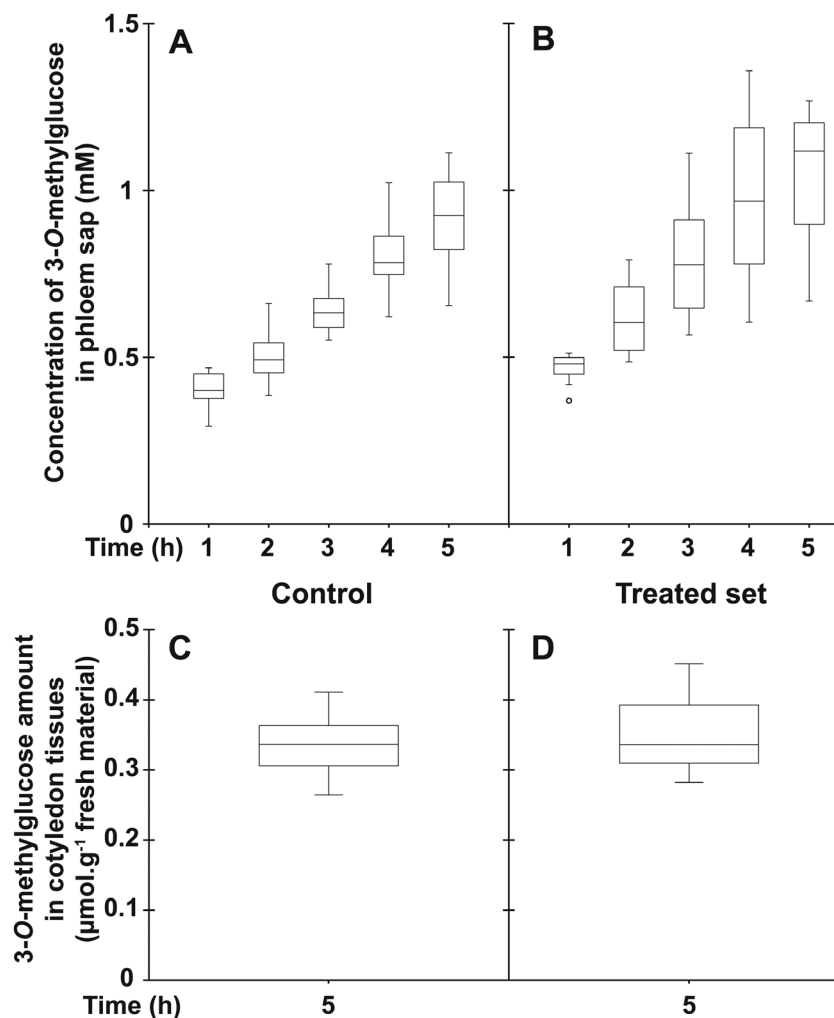 Concentration of 3-O-methylglucose
in phloem sap (mM)
1.5
1
0.5
0
A
B
Time (h) 1 2 3 4 5 1 2 3 4 5
Control Treated set
3-O-methylglucose amount
in cotyledon tissues
(µmol.g⁻¹ fresh material)
0.5
0.4
0.3
0.2
0.1
0
C
D
Time (h) 5 5